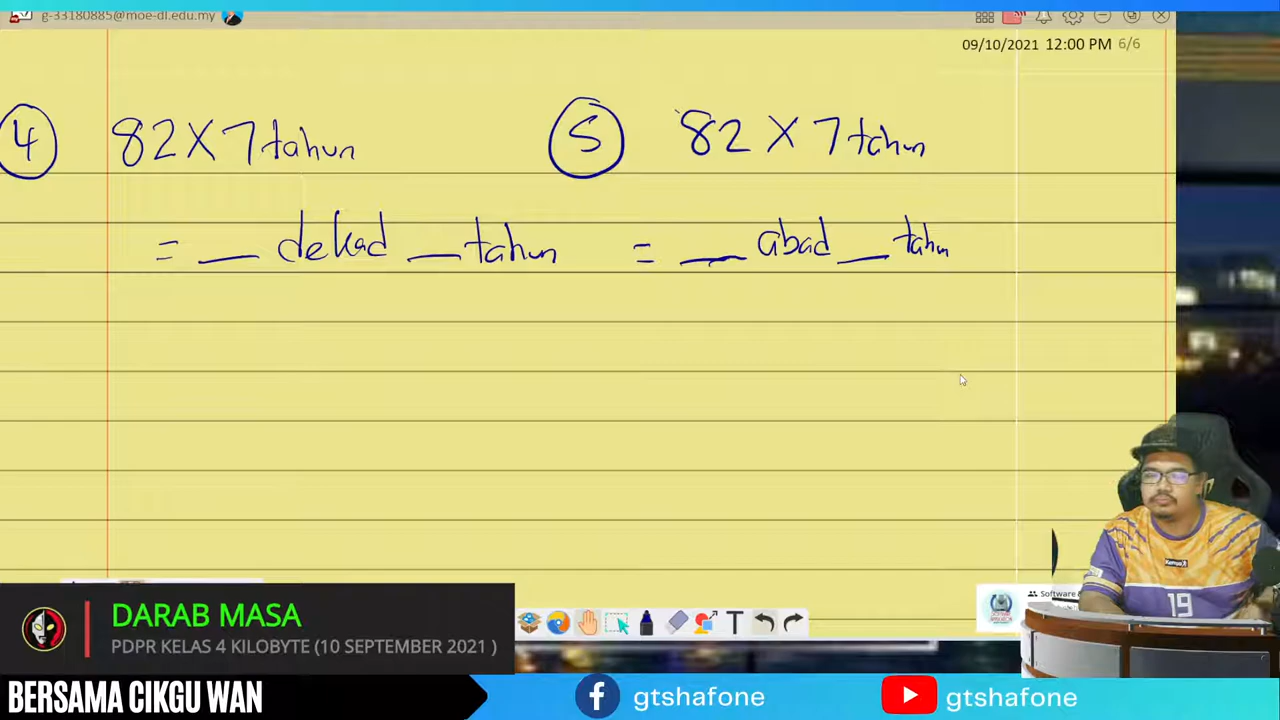 g-33180885@moe-dl.edu.my
09/10/2021 12:00 PM 6/6
4 82 X 7 tahun
= __ dekad __ tahun
5 82 X 7 tahun
= __ abad __ tahun
Software
19
DARAB MASA
PDPR KELAS 4 KILOBYTE (10 SEPTEMBER 2021 )
T
BERSAMA CIKGU WAN
gtshafone
gtshafone